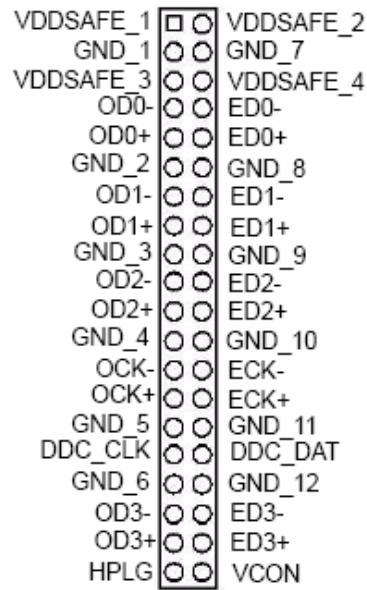 VDDSAFE_1 VDDSAFE_2
GND_1 GND_7
VDDSAFE_3 VDDSAFE_4
OD0- ED0-
OD0+ ED0+
GND_2 GND_8
OD1- ED1-
OD1+ ED1+
GND_3 GND_9
OD2- ED2-
OD2+ ED2+
GND_4 GND_10
OCK- ECK-
OCK+ ECK+
GND_5 GND_11
DDC_CLK DDC_DAT
GND_6 GND_12
OD3- ED3-
OD3+ ED3+
HPLG VCON